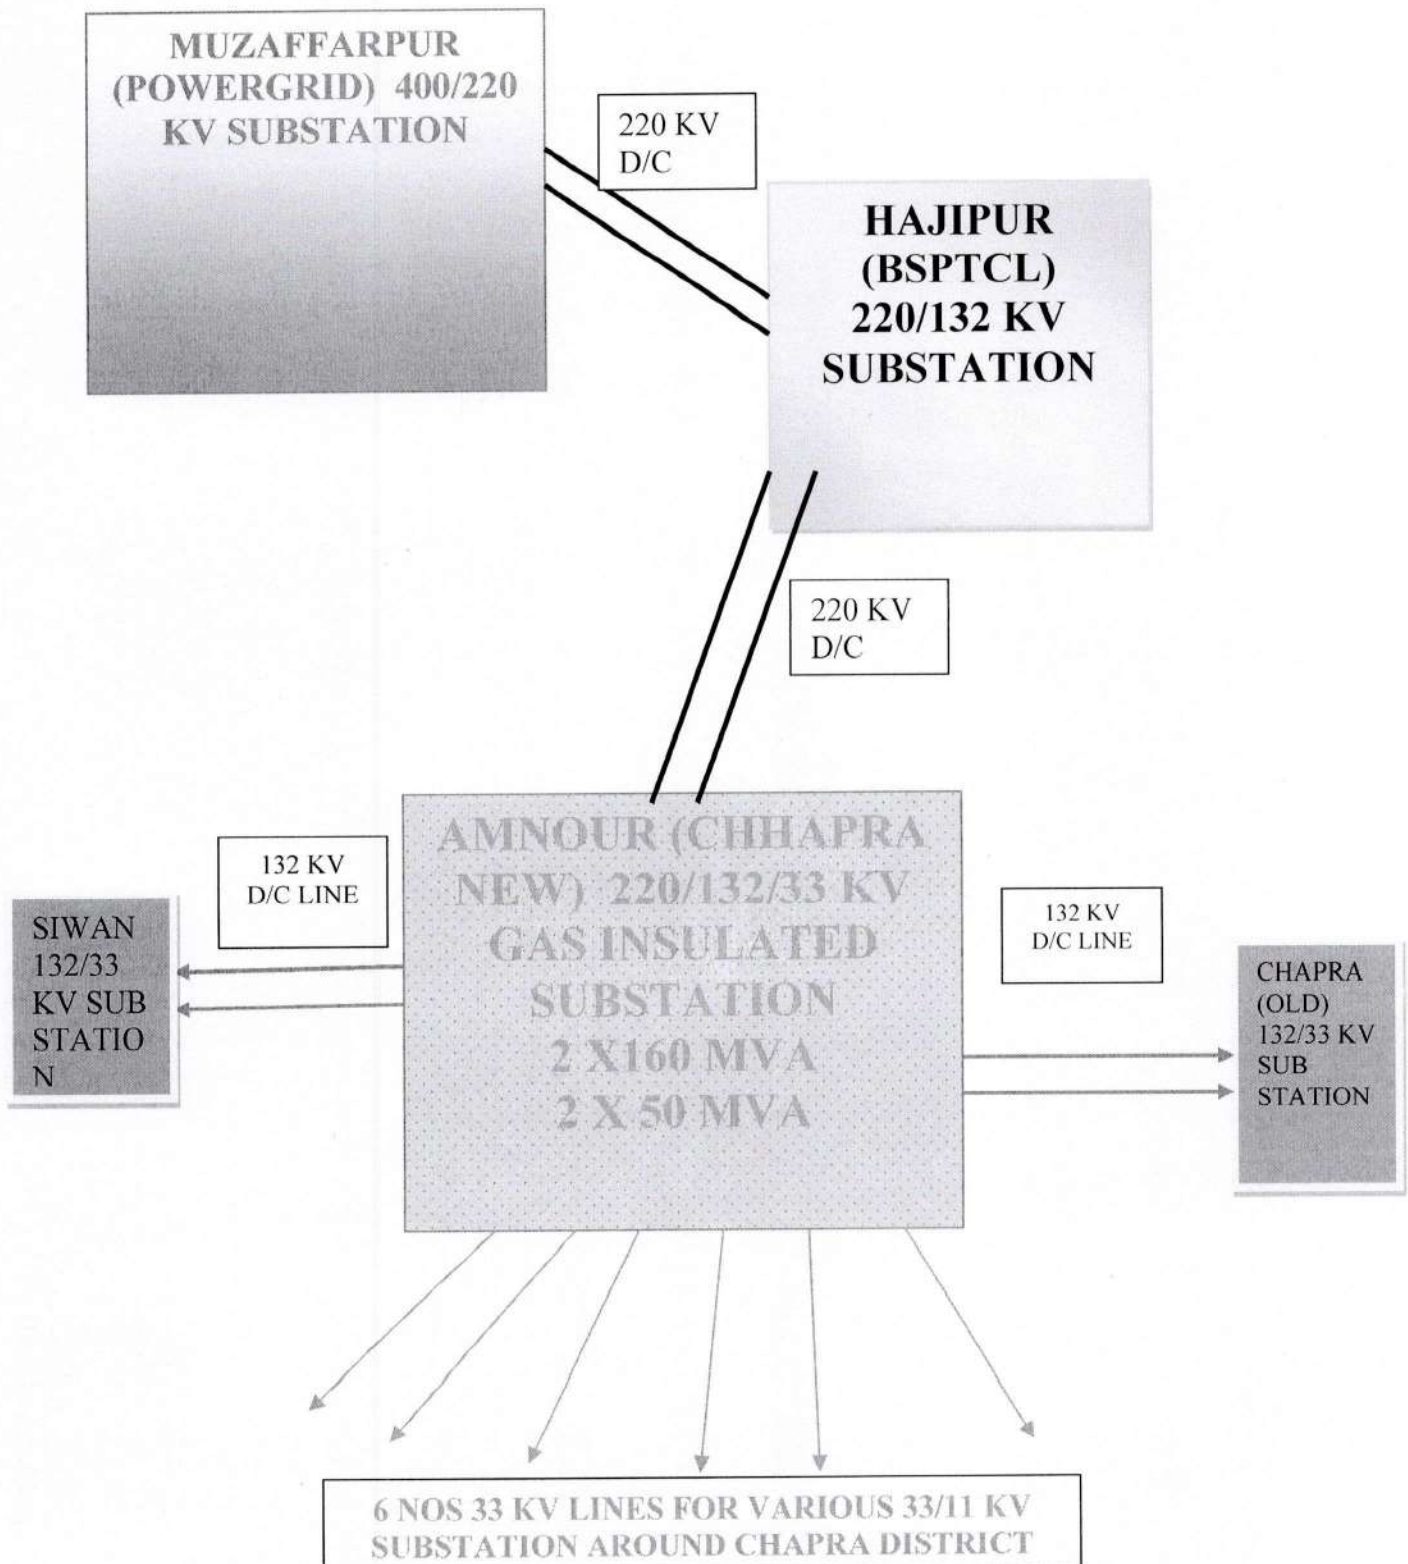 MUZAFFARPUR
(POWERGRID) 400/220
KV SUBSTATION
220 KV
D/C
HAJIPUR
(BSPTCL)
220/132 KV
SUBSTATION
220 KV
D/C
AMNOUR (CHHAPRA
NEW) 220/132/33 KV
GAS INSULATED
SUBSTATION
2 X160 MVA
2 X 50 MVA
132 KV
D/C LINE
SIWAN
132/33
KV SUB
STATIO
N
132 KV
D/C LINE
CHAPRA
(OLD)
132/33 KV
SUB
STATION
6 NOS 33 KV LINES FOR VARIOUS 33/11 KV
SUBSTATION AROUND CHAPRA DISTRICT